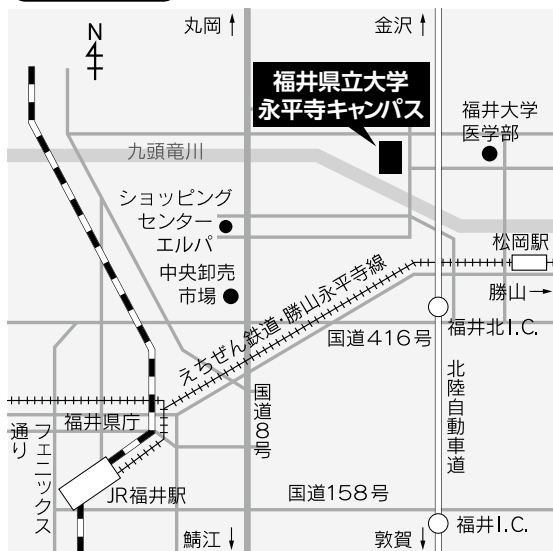 丸岡↑
金沢↑
N
福井県立大学
永平寺キャンパス
福井大学
医学部
九頭竜川
ショッピング
センター
エルパ
松岡駅
中央卸売
市場
勝山→
えちぜん鉄道・勝山永平寺線
国道416号
福井北I.C.
北陸自動車道
国道8号
福井県庁
フェニックス
通り
JR福井駅
国道158号
福井I.C.
鯖江↓
敦賀↓